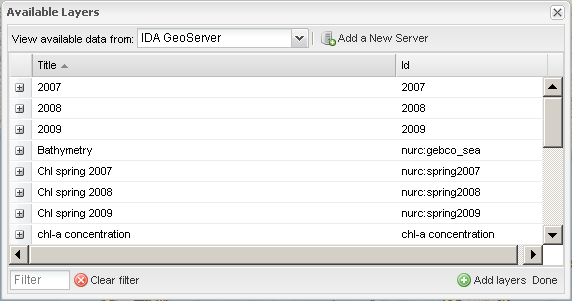 Available Layers
View available data from: IDA GeoServer Add a New Server
Title Id
2007 2007
2008 2008
2009 2009
Bathymetry nurc:gebco_sea
Chl spring 2007 nurc:spring2007
Chl spring 2008 nurc:spring2008
Chl spring 2009 nurc:spring2009
chl-a concentration chl-a concentration
Filter Clear filter Add layers Done